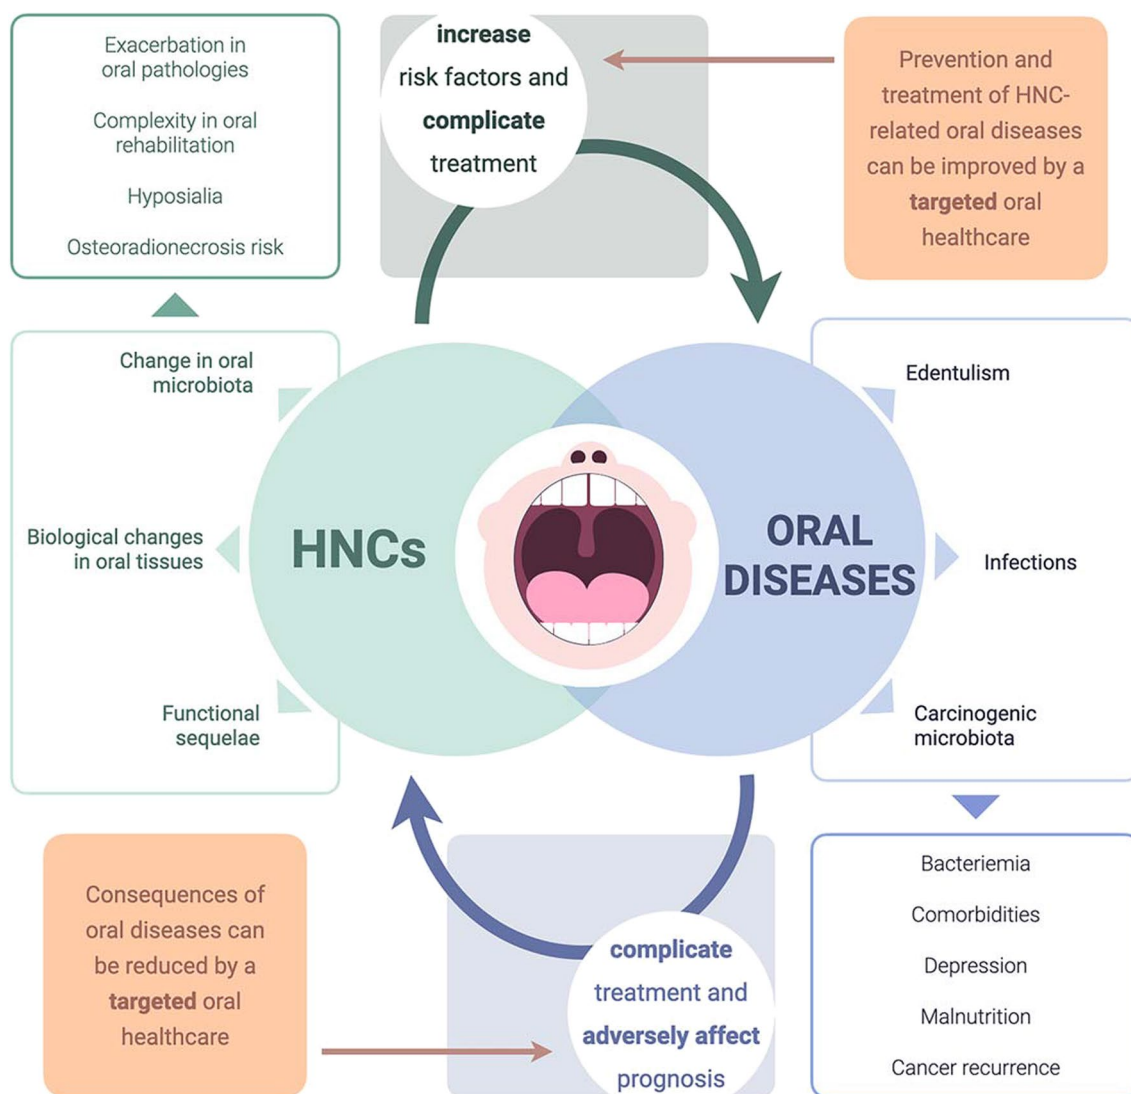 Exacerbation in
oral pathologies
Complexity in oral
rehabilitation
Hyposialia
Osteoradionecrosis risk
increase
risk factors and
complicate
treatment
Prevention and
treatment of HNC-
related oral diseases
can be improved by a
targeted oral
healthcare
Change in oral
microbiota
Biological changes
in oral tissues
Functional
sequelae
HNCs
ORAL
DISEASES
Edentulism
Infections
Carcinogenic
microbiota
Consequences of
oral diseases can
be reduced by a
targeted oral
healthcare
complicate
treatment and
adversely affect
prognosis
Bacteriemia
Comorbidities
Depression
Malnutrition
Cancer recurrence